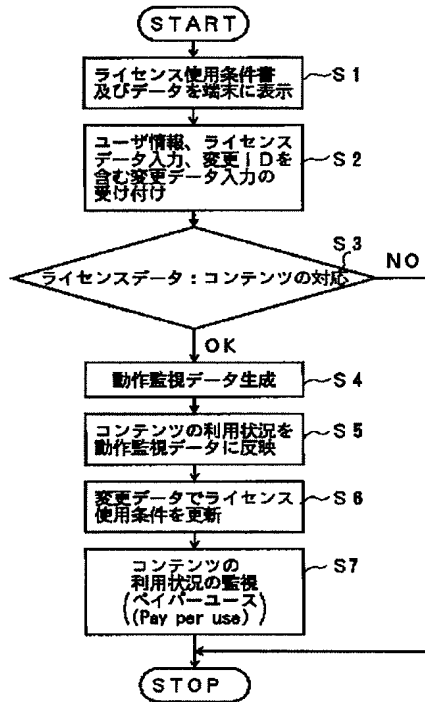 START
ライセンス使用条件書
及びデータを端末に表示
S1
ユーザ情報、ライセンス
データ入力、変更IDを
含む変更データ入力の
受け付け
S2
S3
ライセンスデータ：コンテンツの対応
NO
OK
動作監視データ生成
S4
コンテンツの利用状況を
動作監視データに反映
S5
変更データでライセンス
使用条件を更新
S6
コンテンツの
利用状況の監視
(ペイパーユース
(Pay per use))
S7
STOP